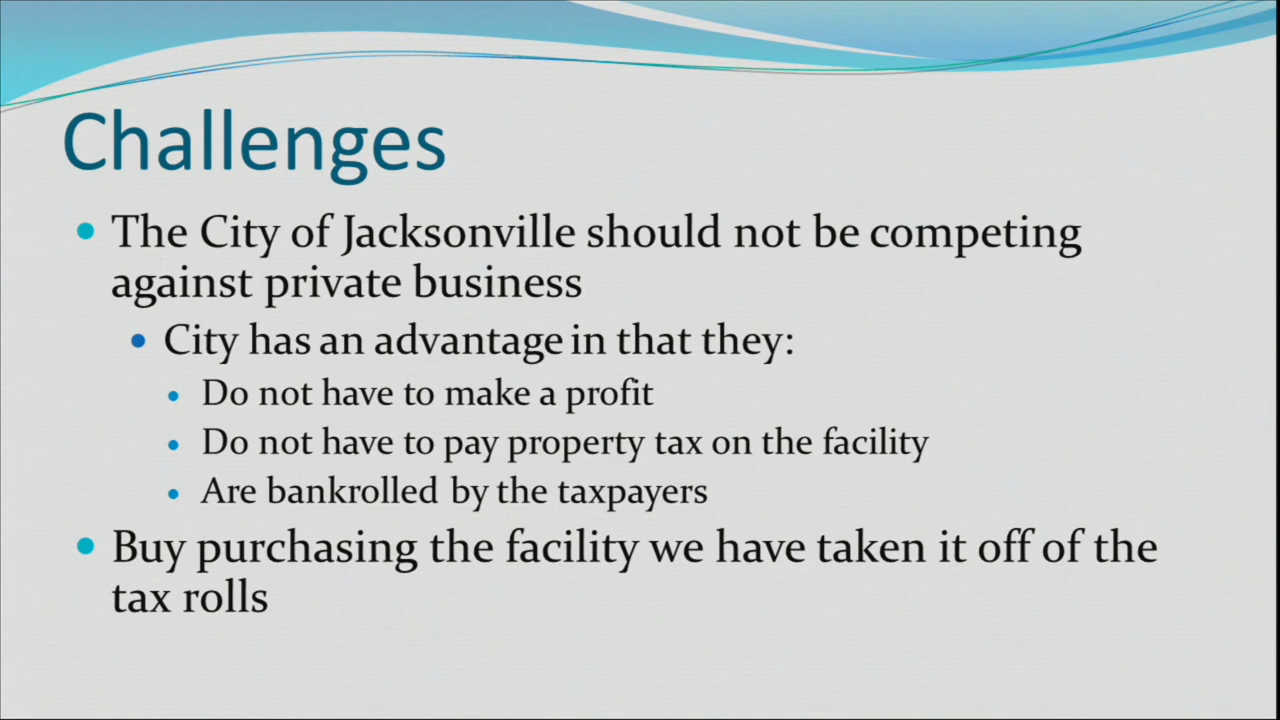 Challenges
The City of Jacksonville should not be competing
against private business
City has an advantage in that they:
Do not have to make a profit
Do not have to pay property tax on the facility
Are bankrolled by the taxpayers
Buy purchasing the facility we have taken it off of the
tax rolls